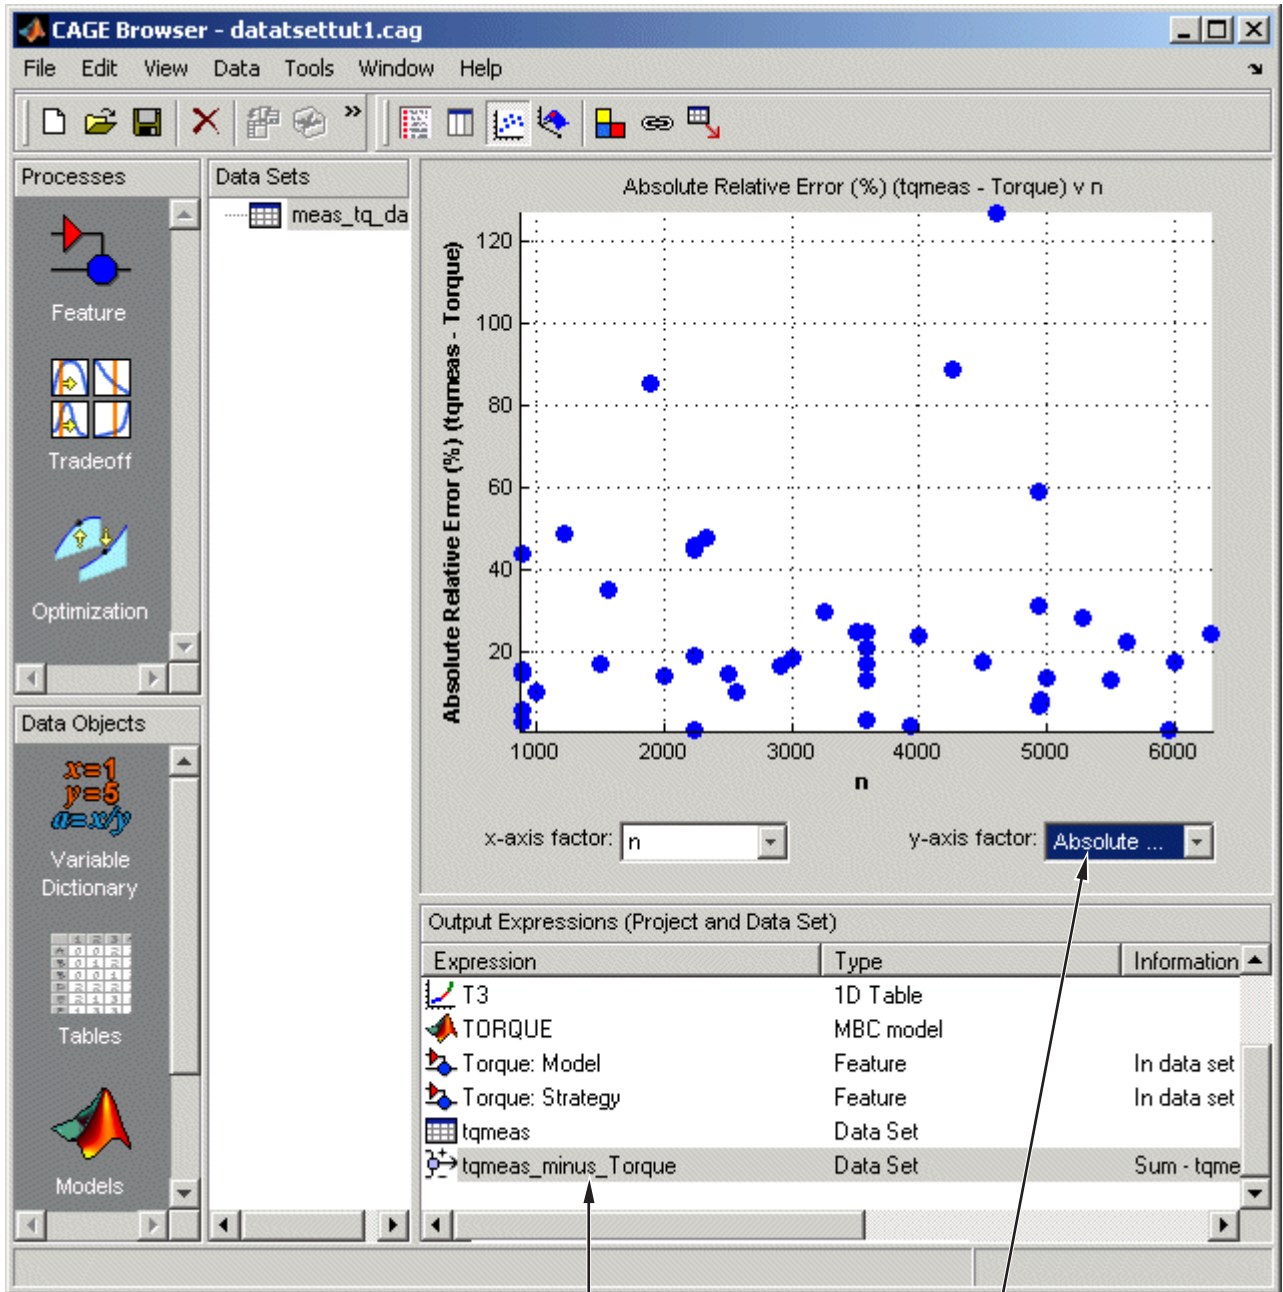 CAGE Browser - datatsettut1.cag
File Edit View Data Tools Window Help
Processes
Feature
Tradeoff
Optimization
Data Sets
meas_tq_da
Absolute Relative Error (%) (tqmeas - Torque) v n
Absolute Relative Error (%) (tqmeas - Torque)
120
100
80
60
40
20
1000 2000 3000 4000 5000 6000
n
x-axis factor: n
y-axis factor: Absolute ...
Data Objects
x=1
y=5
a=x/y
Variable
Dictionary
Tables
Models
Output Expressions (Project and Data Set)
Expression Type Information
T3 1D Table
TORQUE MBC model
Torque: Model Feature In data set
Torque: Strategy Feature In data set
tqmeas Data Set
tqmeas_minus_Torque Data Set Sum - tqme